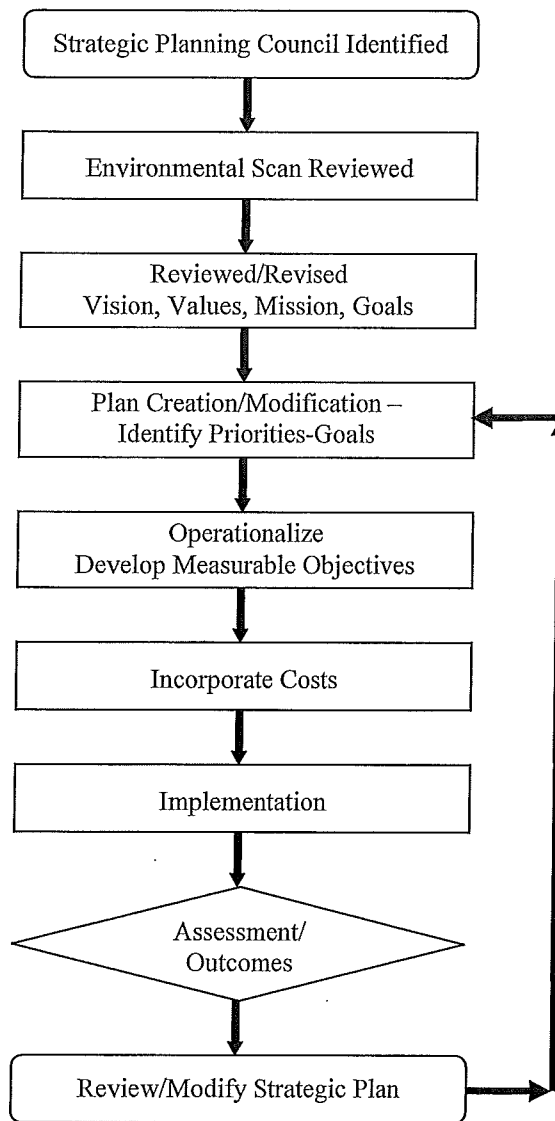 Strategic Planning Council Identified
Environmental Scan Reviewed
Reviewed/Revised
Vision, Values, Mission, Goals
Plan Creation/Modification –
Identify Priorities-Goals
Operationalize
Develop Measurable Objectives
Incorporate Costs
Implementation
Assessment/
Outcomes
Review/Modify Strategic Plan